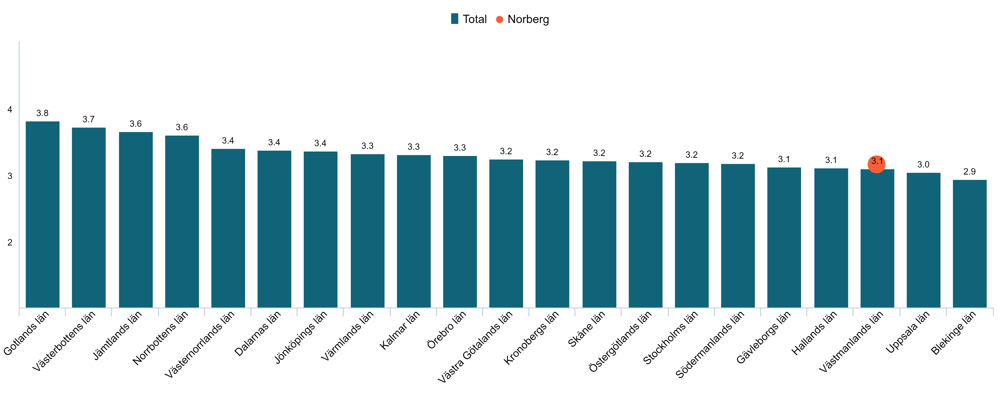 Total Norberg
4
3
2
3.8
3.7
3.6
3.6
3.4
3.4
3.4
3.3
3.3
3.3
3.2
3.2
3.2
3.2
3.2
3.2
3.1
3.1
3.1
3.0
2.9
Gotlands län
Västerbottens län
Jämtlands län
Norrbottens län
Västernorrlands län
Dalarnas län
Jönköpings län
Värmlands län
Kalmar län
Örebro län
Västra Götalands län
Kronobergs län
Skåne län
Östergötlands län
Stockholms län
Södermanlands län
Gävleborgs län
Hallands län
Västmanlands län
Uppsala län
Blekinge län